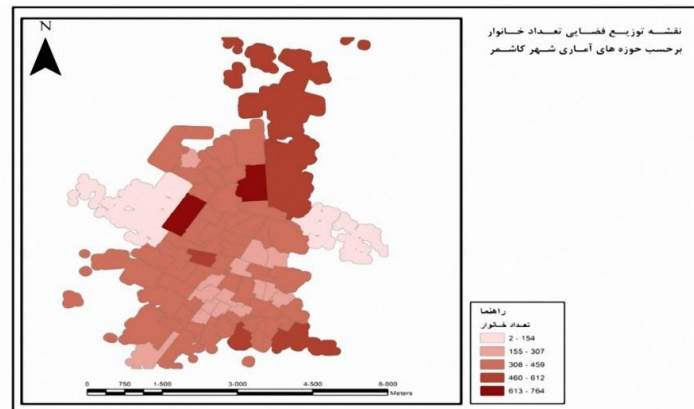 N
نقشه توزیع فضایی تعداد خانوار
برحسب حوزه های آماری شهر کاشمر
راهنما
تعداد خانوار
2 - 154
155 - 307
308 - 459
460 - 612
613 - 764
0 750 1,500 3,000 4,500 6,000
Meters